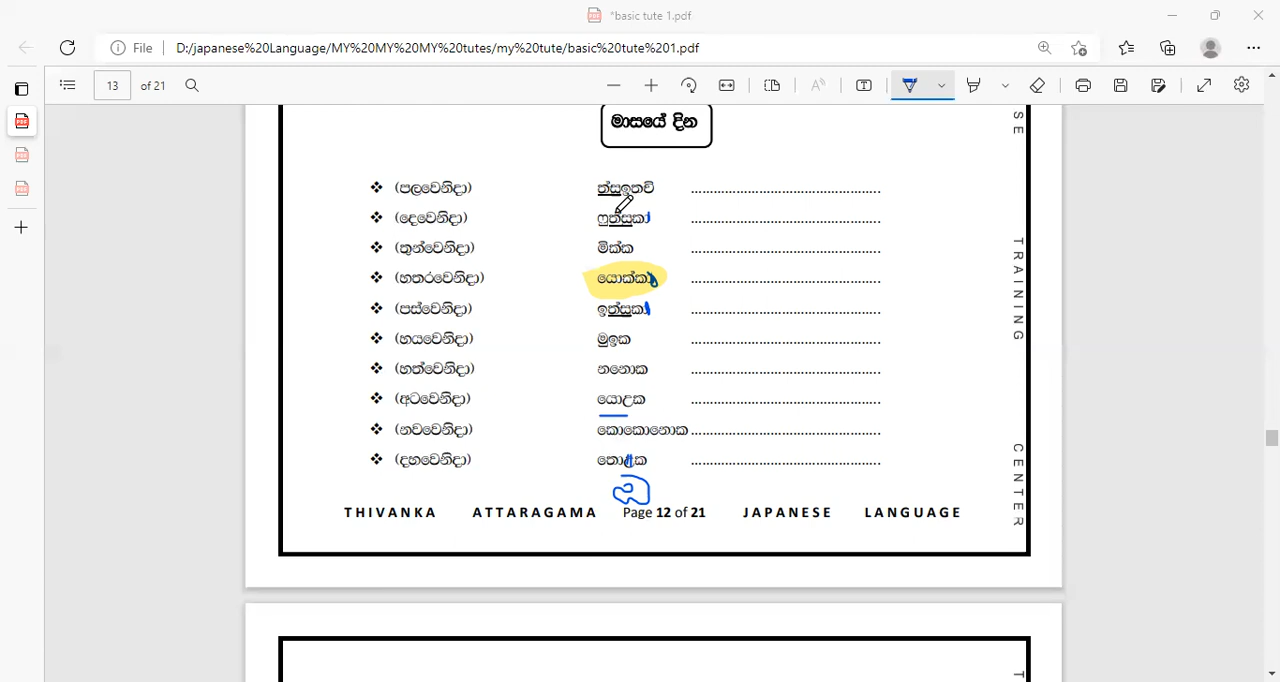 *basic tute 1.pdf
File D:/japanese%20Language/MY%20MY%20MY%20tutes/my%20tute/basic%20tute%201.pdf
13 of 21
මාසයේ දින
(පලවෙනිදා) ත්සුඉතචි ................................................
(දෙවෙනිදා) ෆුත්සුකා ................................................
(තුන්වෙනිදා) මික්ක ................................................
(හතරවෙනිදා) යොක්කා ................................................
(පස්වෙනිදා) ඉත්සුකා ................................................
(හයවෙනිදා) මුඉක ................................................
(හත්වෙනිදා) නනොක ................................................
(අටවෙනිදා) යොඋක ................................................
(නවවෙනිදා) කොකොනොක ................................................
(දහවෙනිදා) තොක ................................................
THIVANKA ATTARAGAMA Page 12 of 21 JAPANESE LANGUAGE
SE
TRAINING
CENTER
T